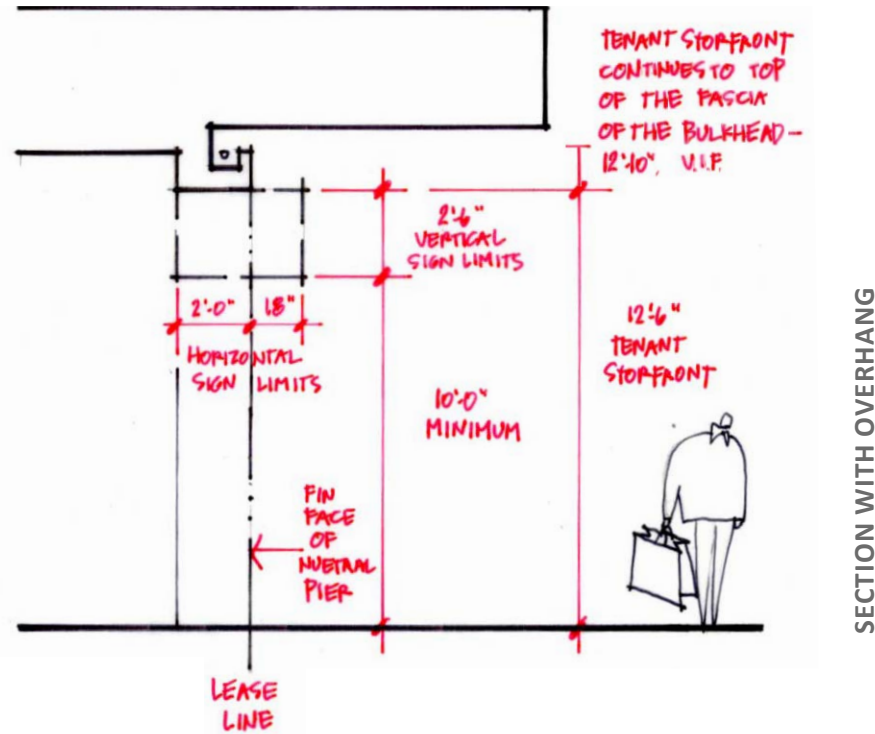 TENANT STORFRONT
CONTINUES TO TOP
OF THE FASCIA
OF THE BULKHEAD -
12'-10", V.I.F.
2'-6"
VERTICAL
SIGN LIMITS
2'-0"
18"
HORIZONTAL
SIGN LIMITS
12'-6"
TENANT
STORFRONT
10'-0"
MINIMUM
FIN
FACE
OF
NUETRAL
PIER
LEASE
LINE
SECTION WITH OVERHANG